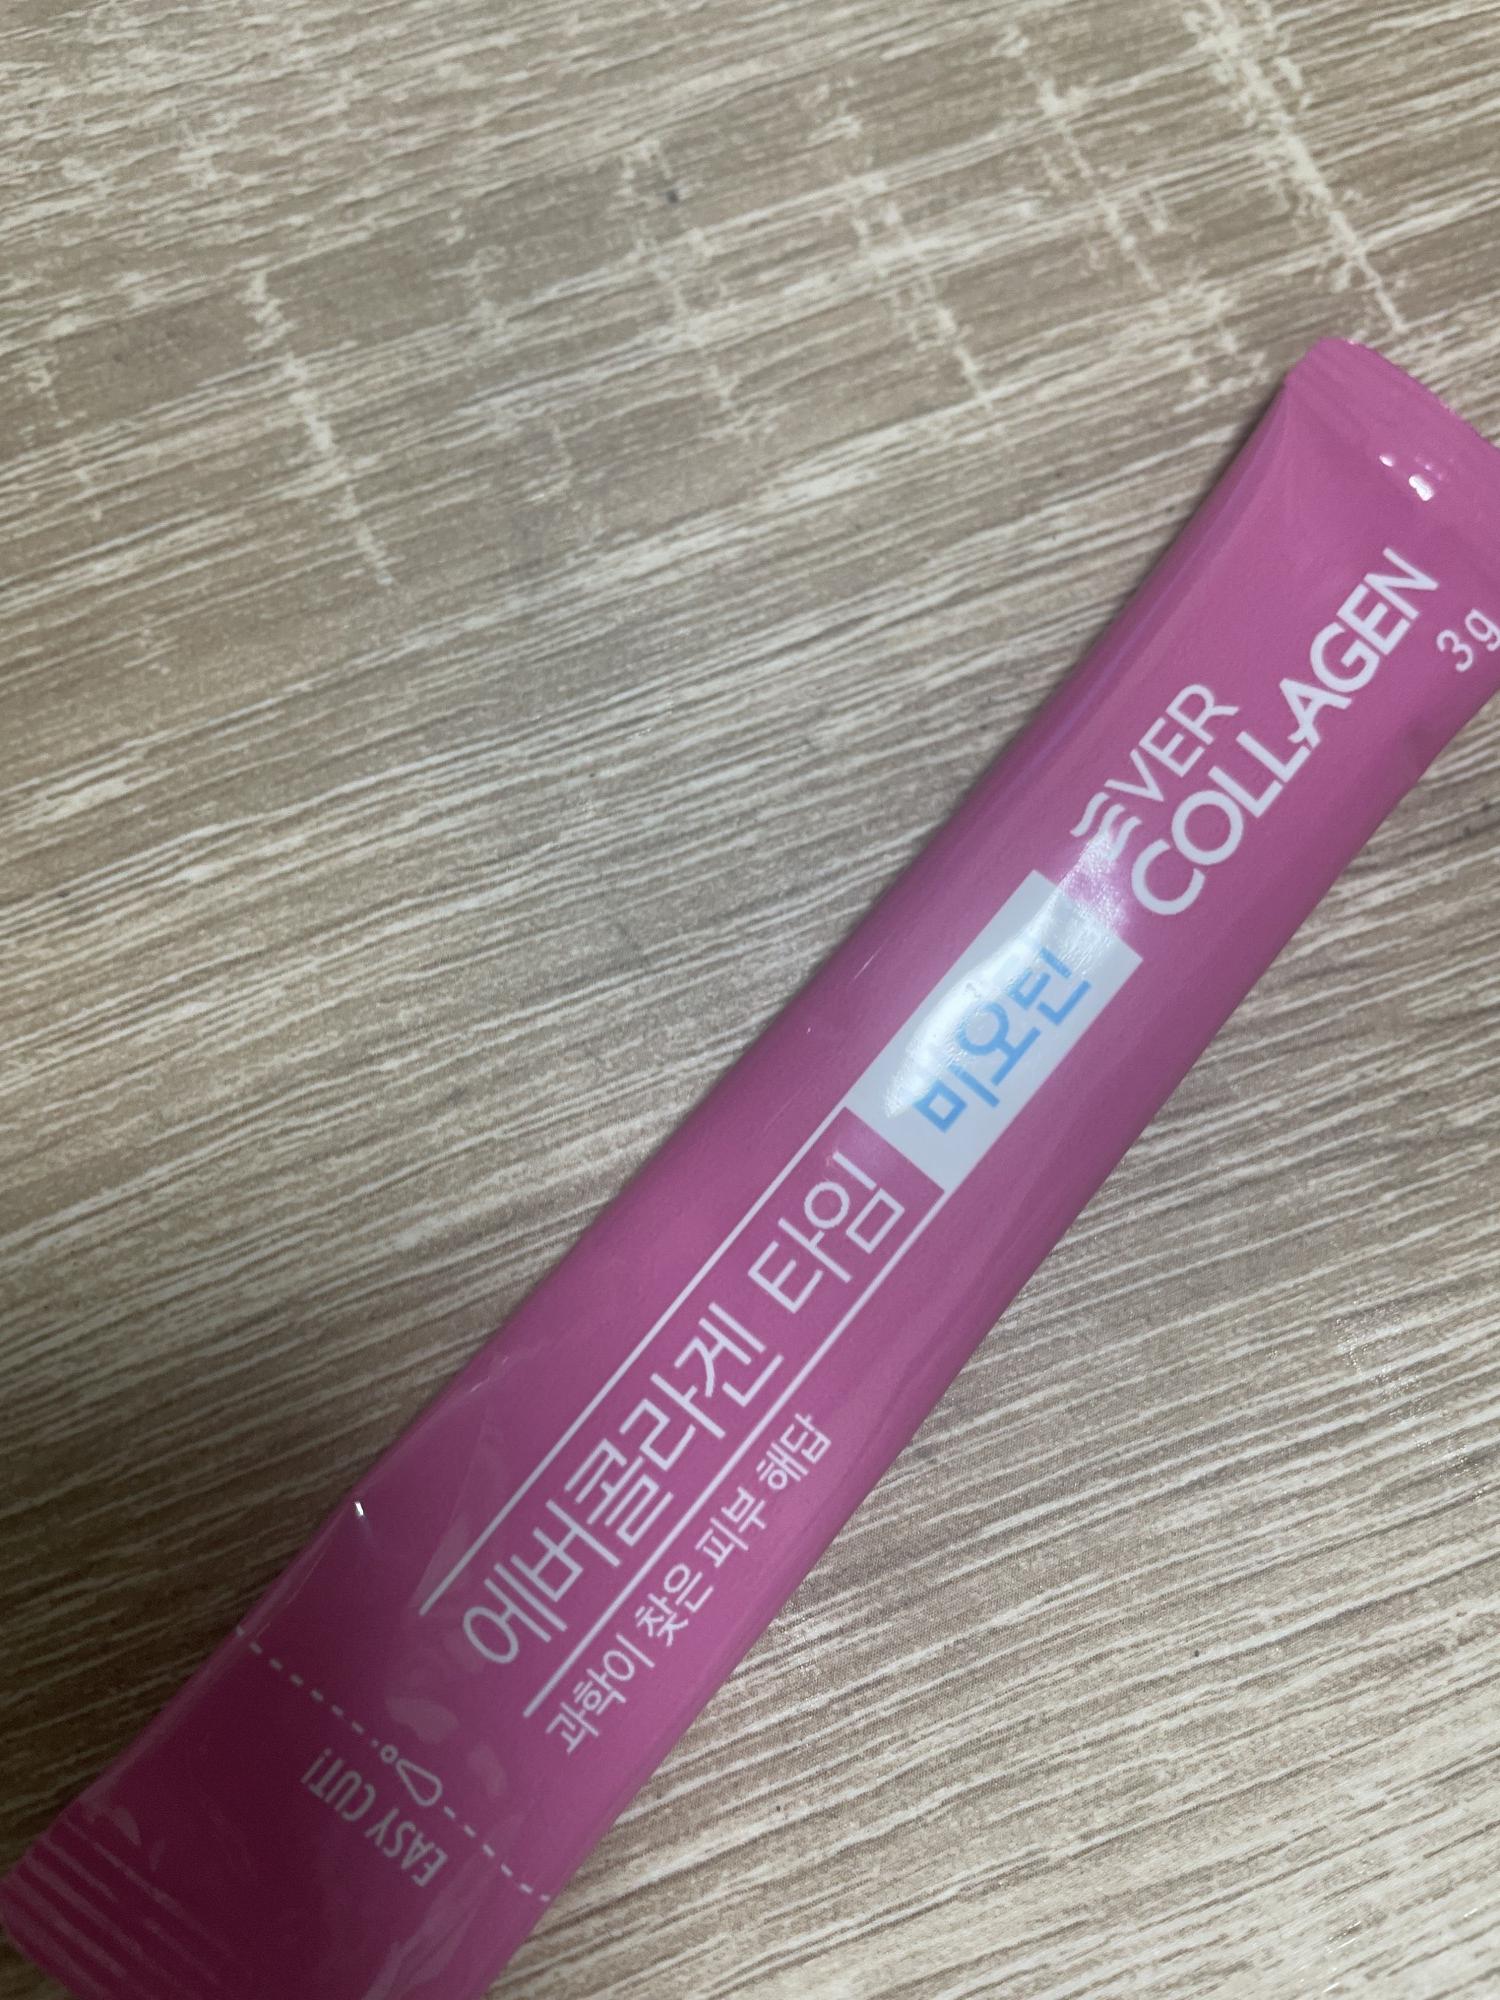 EVER
COLLAGEN
3g
미오틴
에버콜라겐 타임
과학이 찾은 피부 해답
EASY CUT!